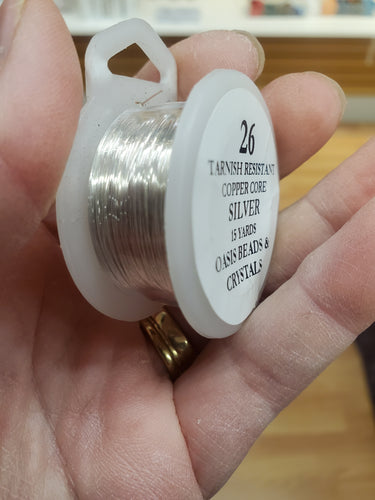 26
TARNISH RESISTANT
COPPER CORE
SILVER
15 YARDS
OASIS BEADS &
CRYSTALS